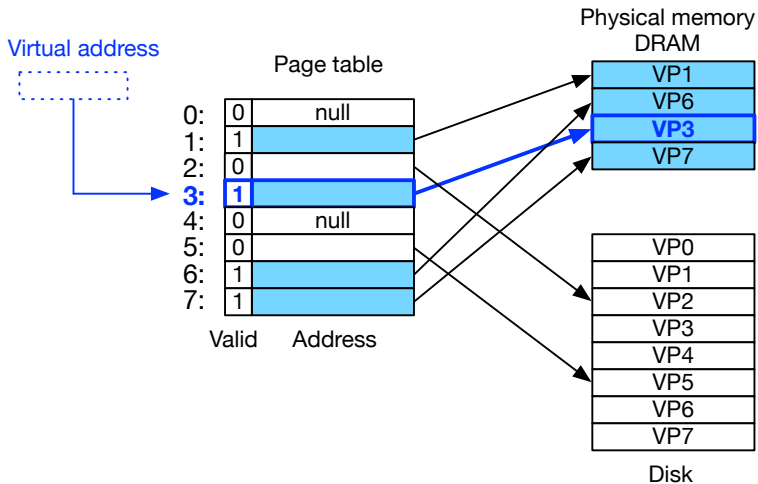 Physical memory
DRAM
Virtual address
Page table
0: 0 null
1: 1
2: 0
3: 1
4: 0 null
5: 0
6: 1
7: 1
Valid Address
VP1
VP6
VP3
VP7
VP0
VP1
VP2
VP3
VP4
VP5
VP6
VP7
Disk